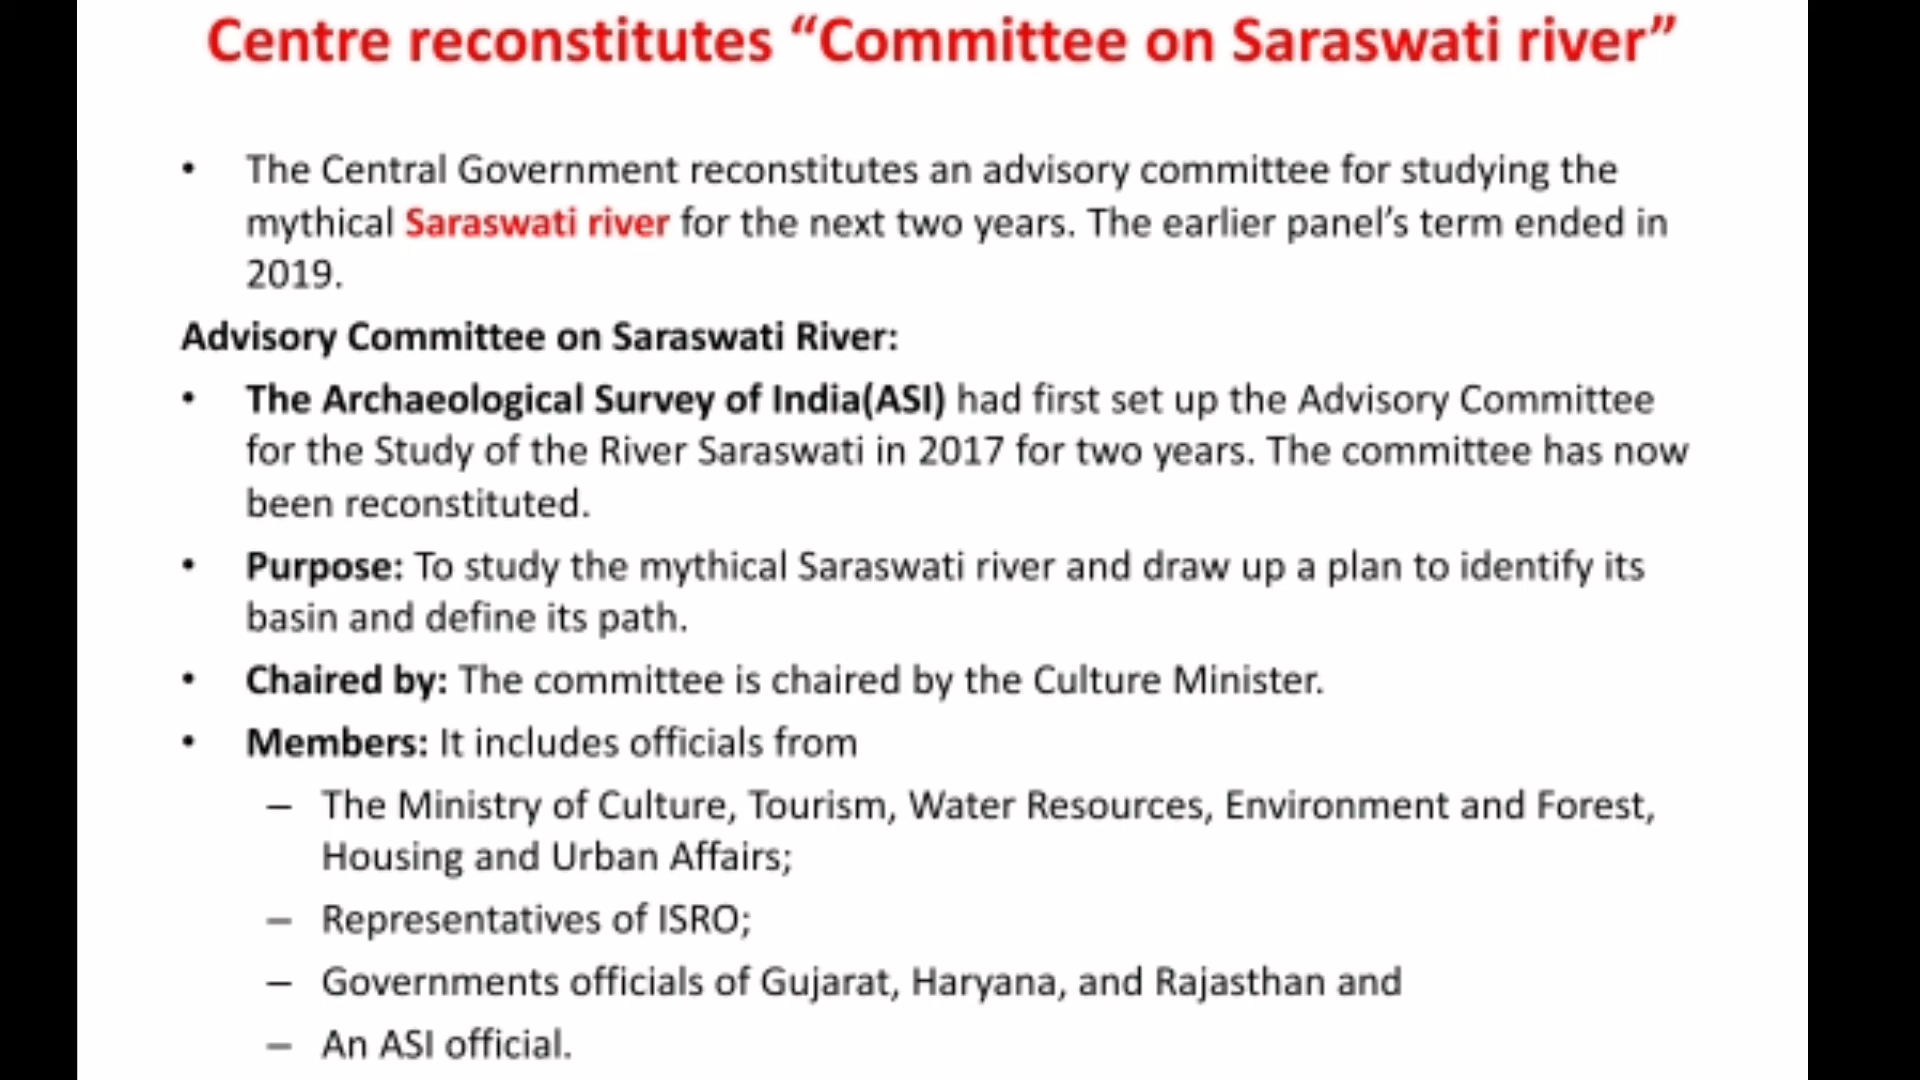 Centre reconstitutes “Committee on Saraswati river”
• The Central Government reconstitutes an advisory committee for studying the
mythical Saraswati river for the next two years. The earlier panel’s term ended in
2019.
Advisory Committee on Saraswati River:
• The Archaeological Survey of India(ASI) had first set up the Advisory Committee
for the Study of the River Saraswati in 2017 for two years. The committee has now
been reconstituted.
• Purpose: To study the mythical Saraswati river and draw up a plan to identify its
basin and define its path.
• Chaired by: The committee is chaired by the Culture Minister.
• Members: It includes officials from
– The Ministry of Culture, Tourism, Water Resources, Environment and Forest,
Housing and Urban Affairs;
– Representatives of ISRO;
– Governments officials of Gujarat, Haryana, and Rajasthan and
– An ASI official.